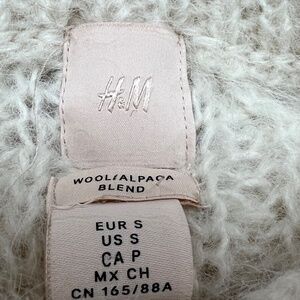 H&M
WOOL/ALPACA
BLEND
EUR S
US S
CA P
MX CH
CN 165/88A